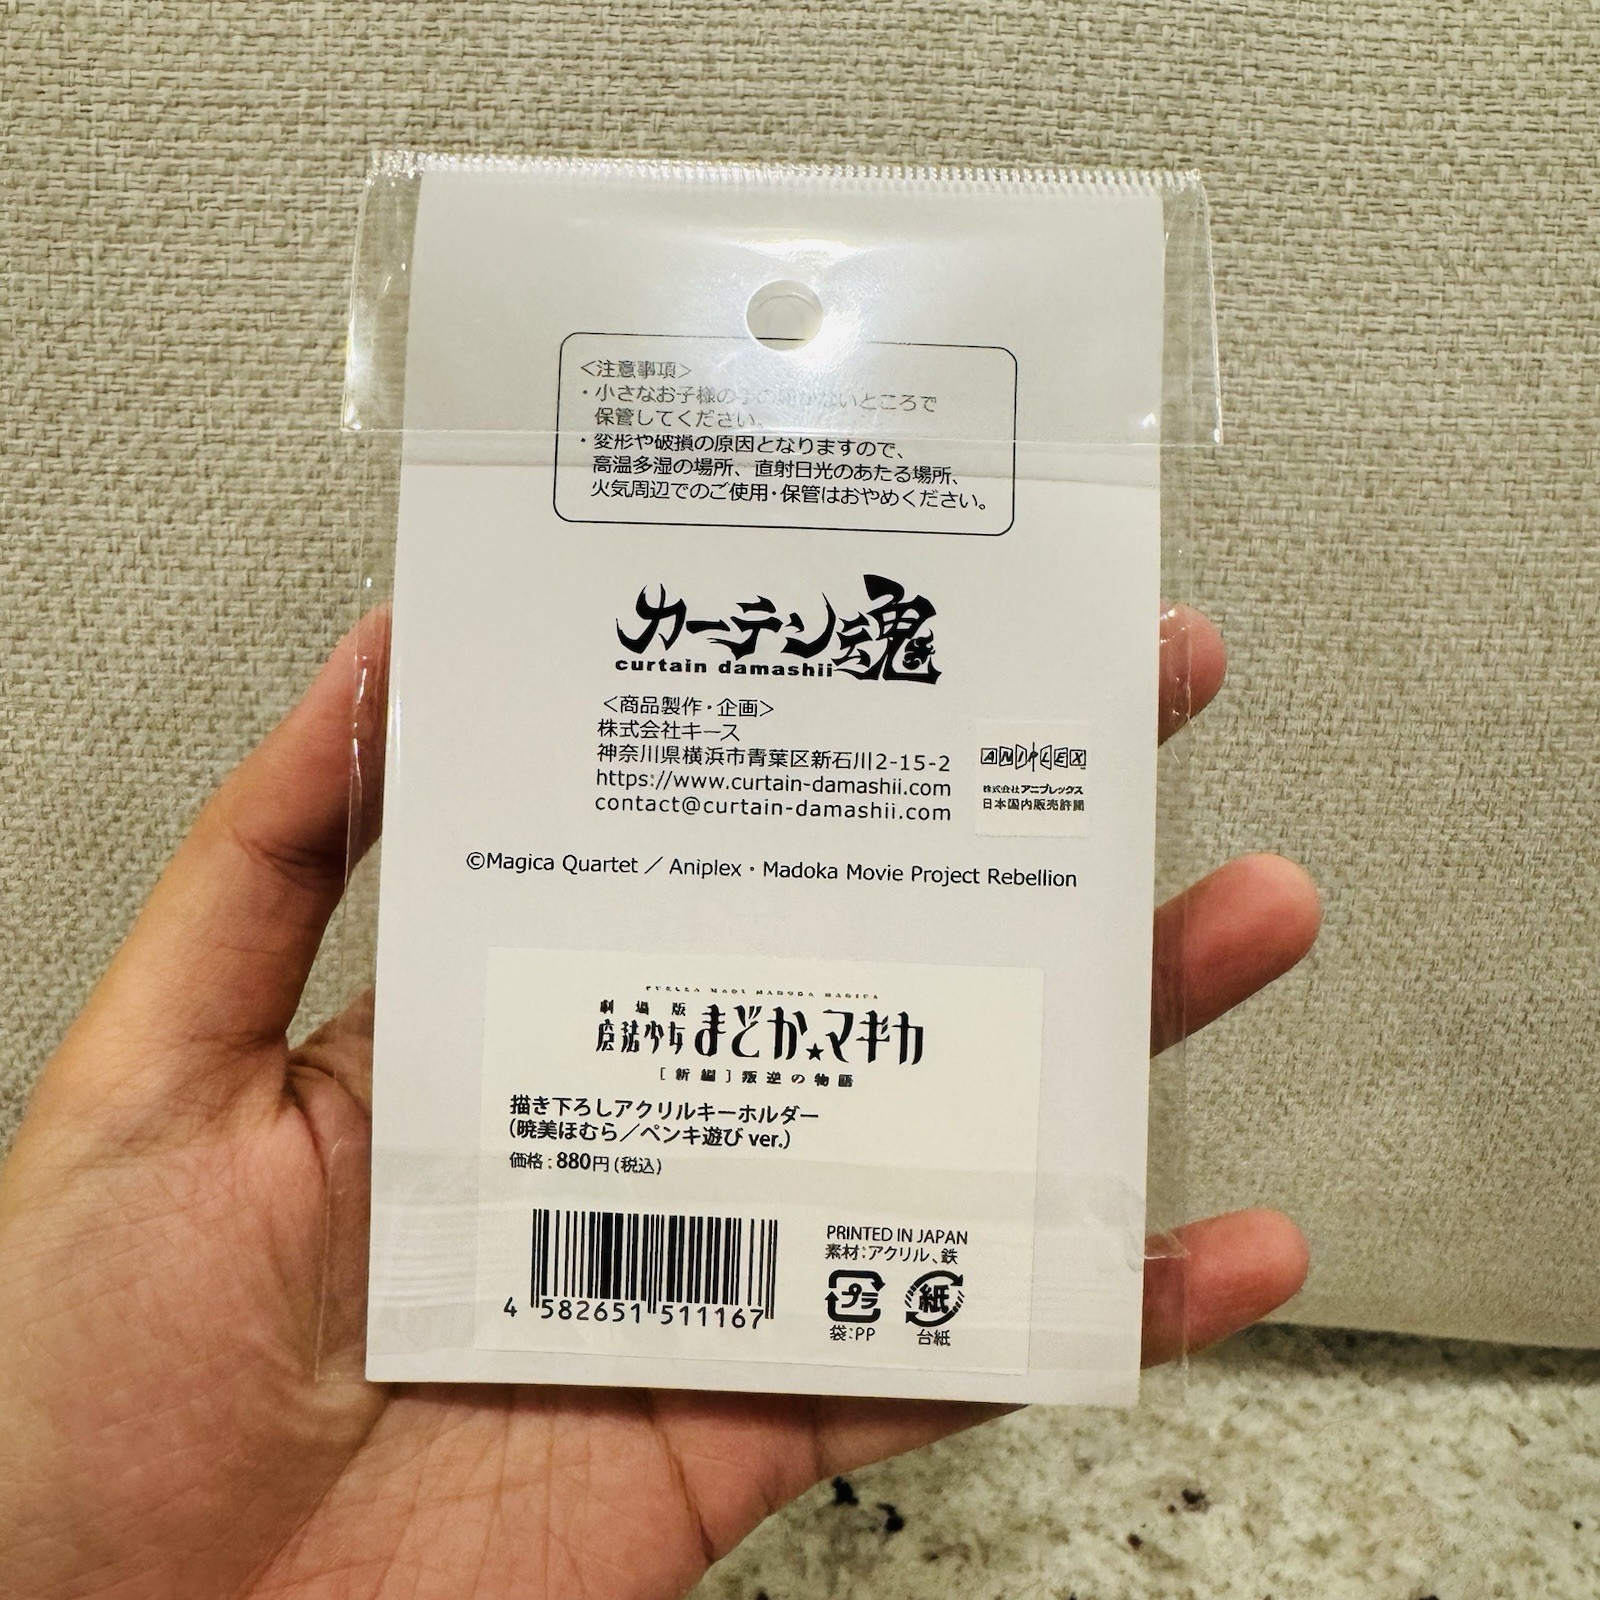 <注意事項>
・小さなお子様の手の届かないところで
保管してください。
・変形や破損の原因となりますので、
高温多湿の場所、直射日光のあたる場所、
火気周辺でのご使用・保管はおやめください。
カーテン魂
curtain damashii
<商品製作・企画>
株式会社キース
神奈川県横浜市青葉区新石川2-15-2
https://www.curtain-damashii.com
contact@curtain-damashii.com
ANIPLEX
株式会社アニプレックス
日本国内販売許諾
©Magica Quartet / Aniplex・Madoka Movie Project Rebellion
PUELLA MAGI MADOKA MAGICA
劇場版
魔法少女まどか★マギカ
[新編]叛逆の物語
描き下ろしアクリルキーホルダー
(暁美ほむら/ペンキ遊び ver.)
価格:880円(税込)
4 582651 511167
PRINTED IN JAPAN
素材:アクリル、鉄
プラ
紙
袋:PP
台紙